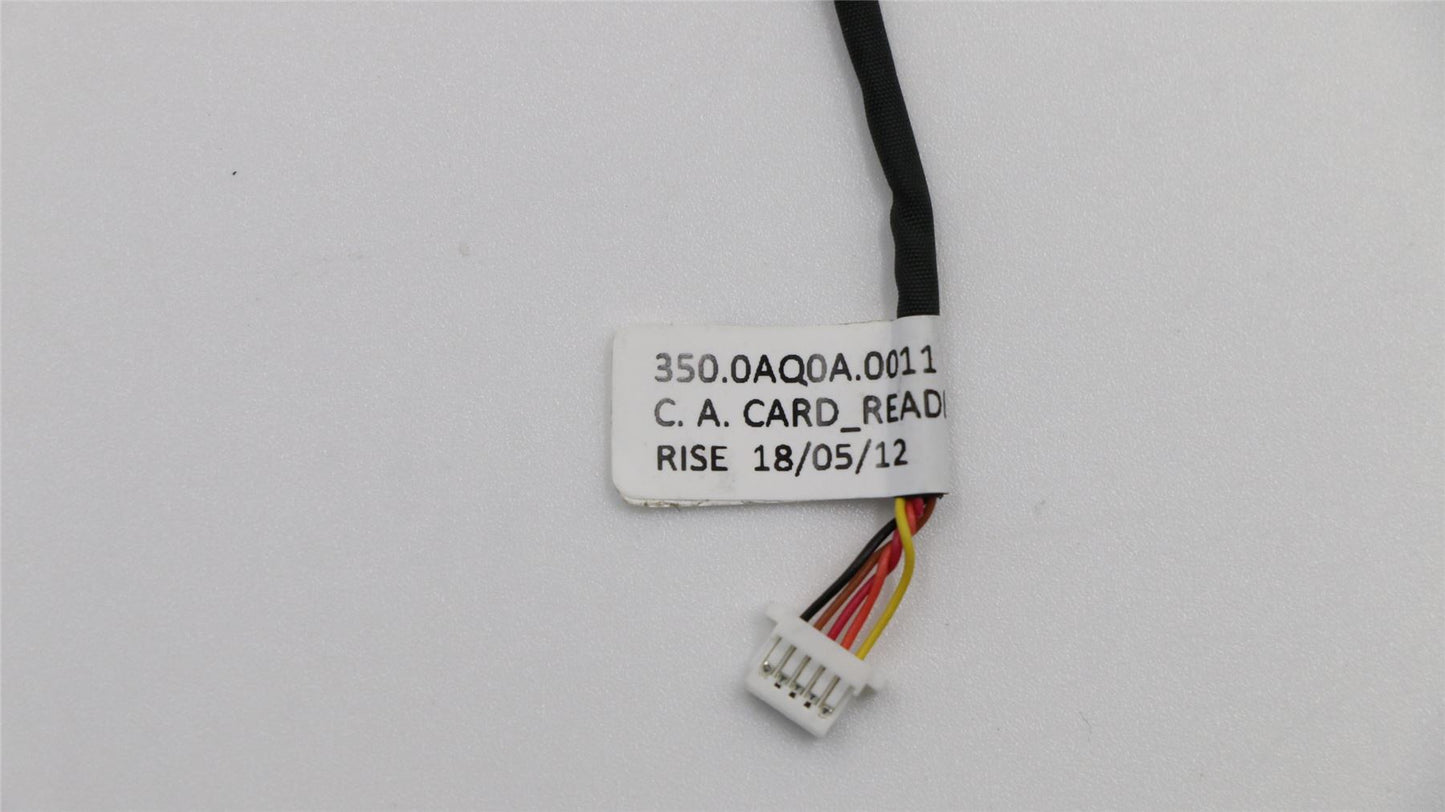 350.0AQ0A.0011
C. A. CARD_READ
RISE 18/05/12